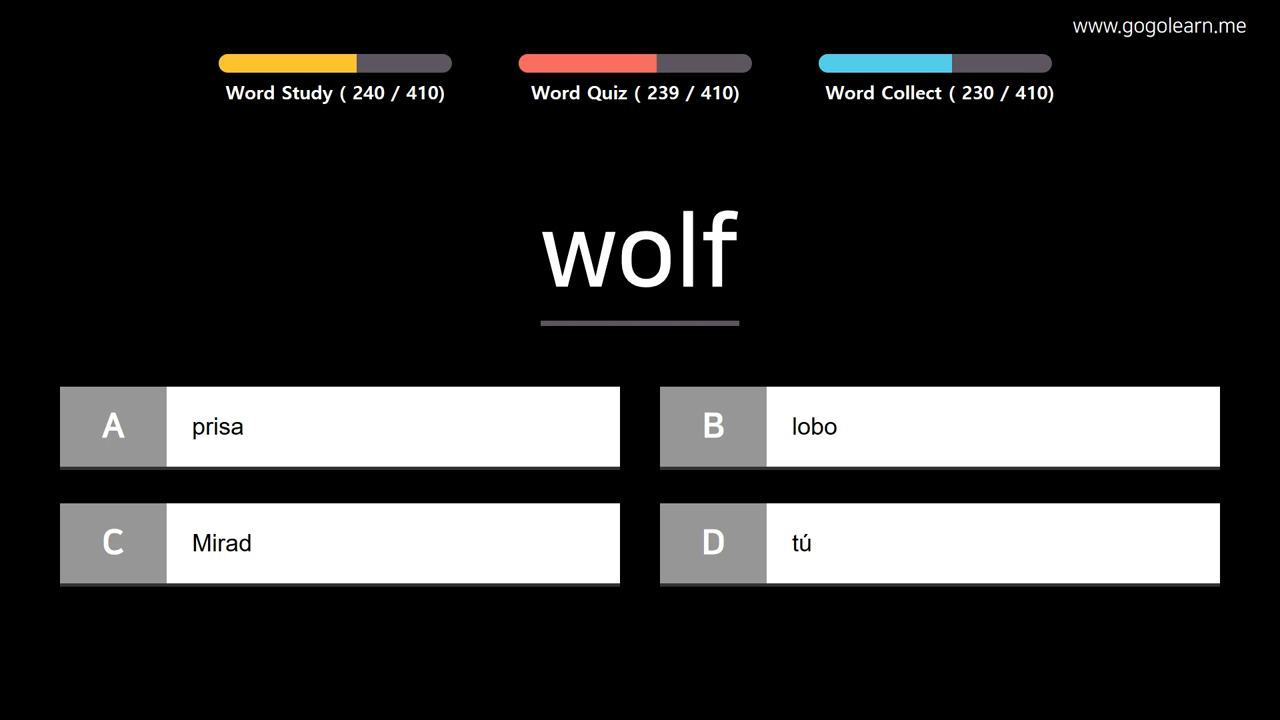 www.gogolearn.me
Word Study ( 240 / 410)
Word Quiz ( 239 / 410)
Word Collect ( 230 / 410)
wolf
A prisa
B lobo
C Mirad
D tú